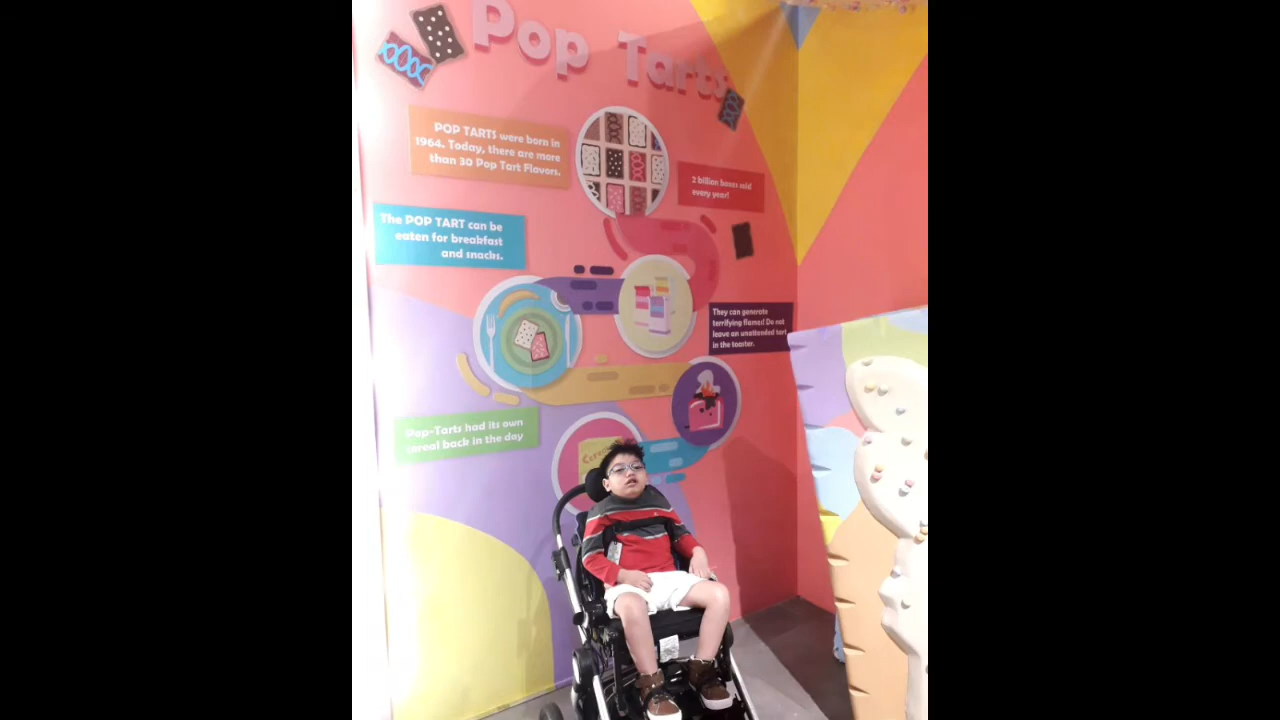 Pop Tarts
POP TARTS were born in
1964. Today, there are more
than 30 Pop Tart Flavors.
2 billion boxes sold
every year!
The POP TART can be
eaten for breakfast
and snacks.
They can generate
terrifying flames! Do not
leave an unattended tart
in the toaster.
Pop-Tarts had its own
cereal back in the day